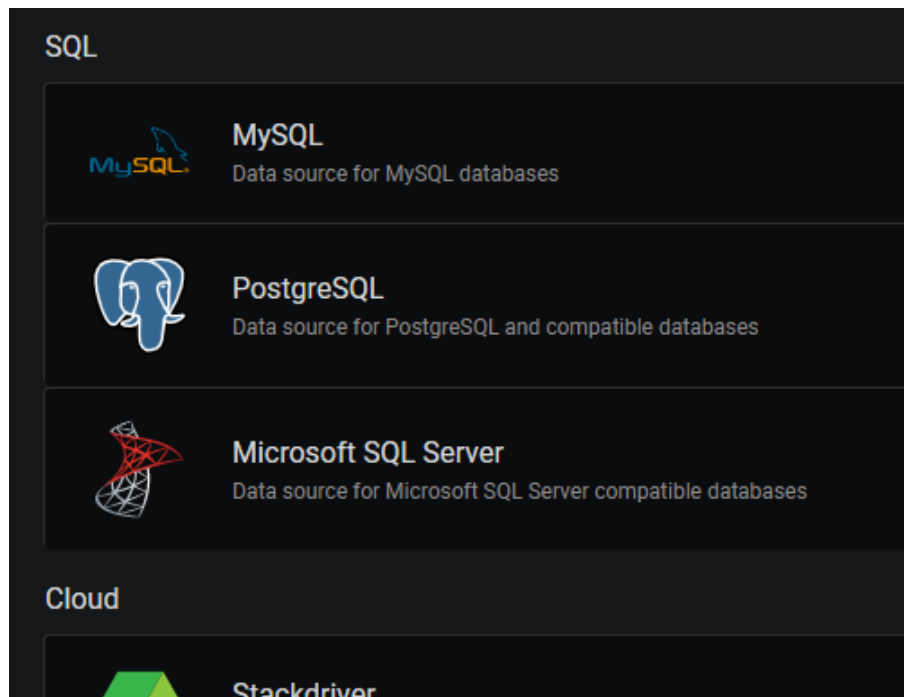 SQL
MySQL
MySQL
Data source for MySQL databases
PostgreSQL
Data source for PostgreSQL and compatible databases
Microsoft SQL Server
Data source for Microsoft SQL Server compatible databases
Cloud
Stackdriver